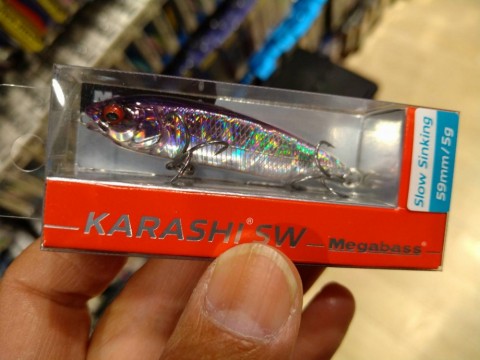 Slow Sinking
59mm/5g
KARASHI® SW
Megabass®